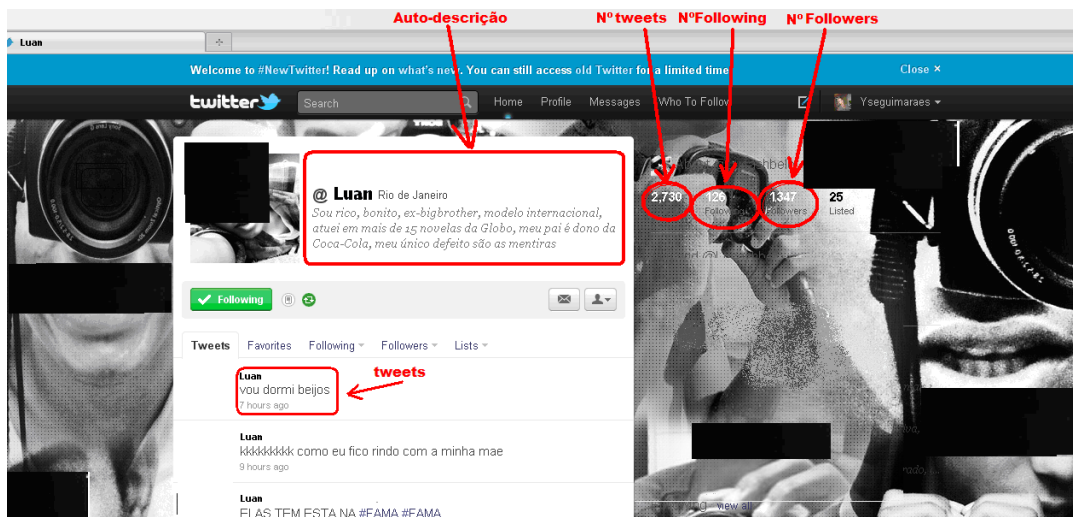 Auto-descrição
Nº tweets NºFollowing Nº Followers
Luan
Welcome to #NewTwitter! Read up on what's new. You can still access old Twitter for a limited time
Close ×
twitter
Search
Home Profile Messages Who To Follow
Yseguimaraes
@ Luan Rio de Janeiro
Sou rico, bonito, ex-bigbrother, modelo internacional,
atuei em mais de 15 novelas da Globo, meu pai é dono da
Coca-Cola, meu único defeito são as mentiras
2,730 126 1,347 25
Following Followers Listed
Following
Tweets Favorites Following Followers Lists
tweets
Luan
vou dormi beijos
7 hours ago
Luan
kkkkkkkkk como eu fico rindo com a minha mae
9 hours ago
Luan
ELAS TEM ESTA NA #FAMA #FAMA
view all